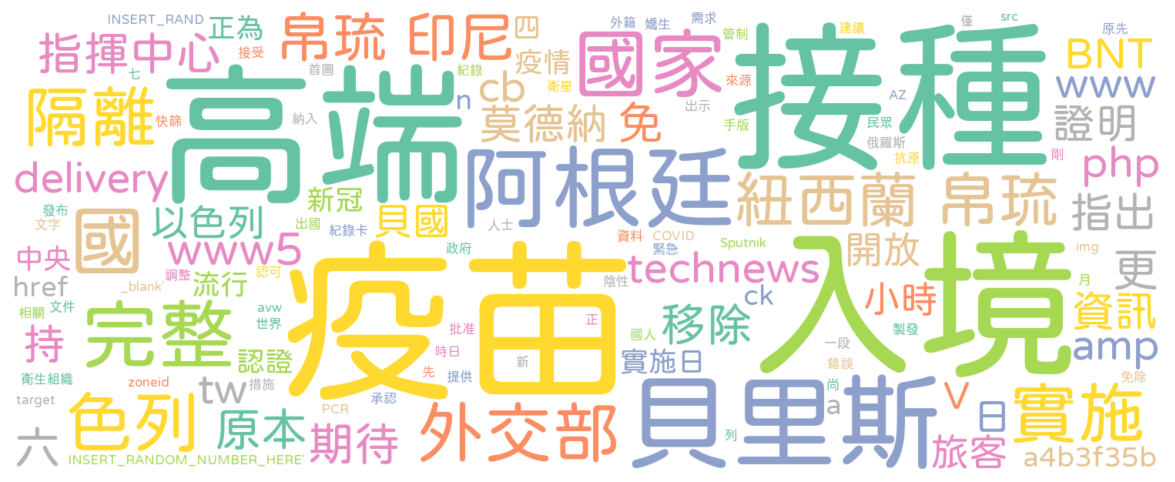 INSERT_RAND 正為 帛琉 印尼 四 外籍 嬌生 需求 建議 僅 src 原先
指揮中心 接受 首圖 紀錄 疫情 國家 管制 接種 BNT
七 衛星 來源 www
隔離 快篩 高端 納入 n cb 出示 AZ 民眾
莫德納 免 手版 俄羅斯 抗原 證明
delivery 阿根廷 剛 php
新冠 紐西蘭 帛琉 指出
發布 文字 國 以色列 出國 紀錄卡 貝國 人士
資料 COVID 緊急 Sputnik 開放
中央 www5 政府 img
調整 認可 technews 更
href _blank' 流行 疫苗 陰性 入境 月
ck 小時 資訊
相關 文件 完整 avw 世界 批准 正 國人 移除 製發
持 認證 時日 一段 amp
新 實施日 錯誤
衛生組織 zoneid 措施 先 提供 免除
target tw PCR 承認 貝里斯 尚 a V 日 實施
六 色列 原本 期待 外交部 列 旅客
INSERT_RANDOM_NUMBER_HERE' a4b3f35b